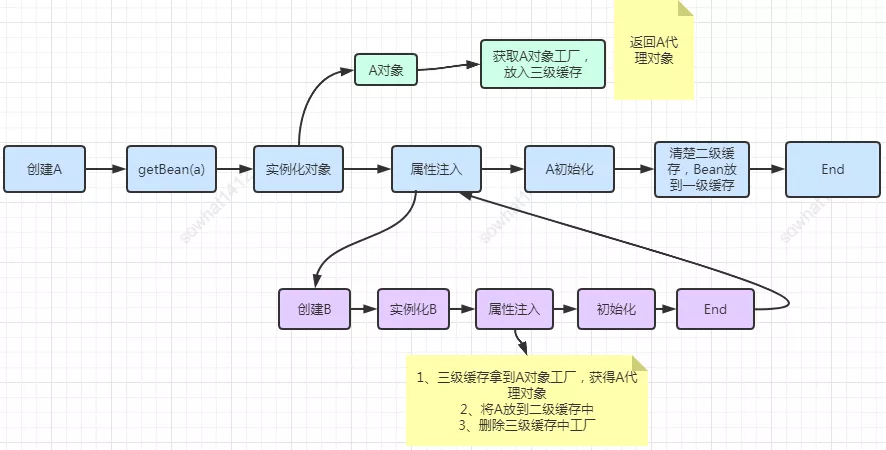 返回A代
理对象
A对象
获取A对象工厂，
放入三级缓存
创建A
getBean(a)
实例化对象
属性注入
A初始化
清楚二级缓
存，Bean放
到一级缓存
End
创建B
实例化B
属性注入
初始化
End
1、三级缓存拿到A对象工厂，获得A代
理对象
2、将A放到二级缓存中
3、删除三级缓存中工厂